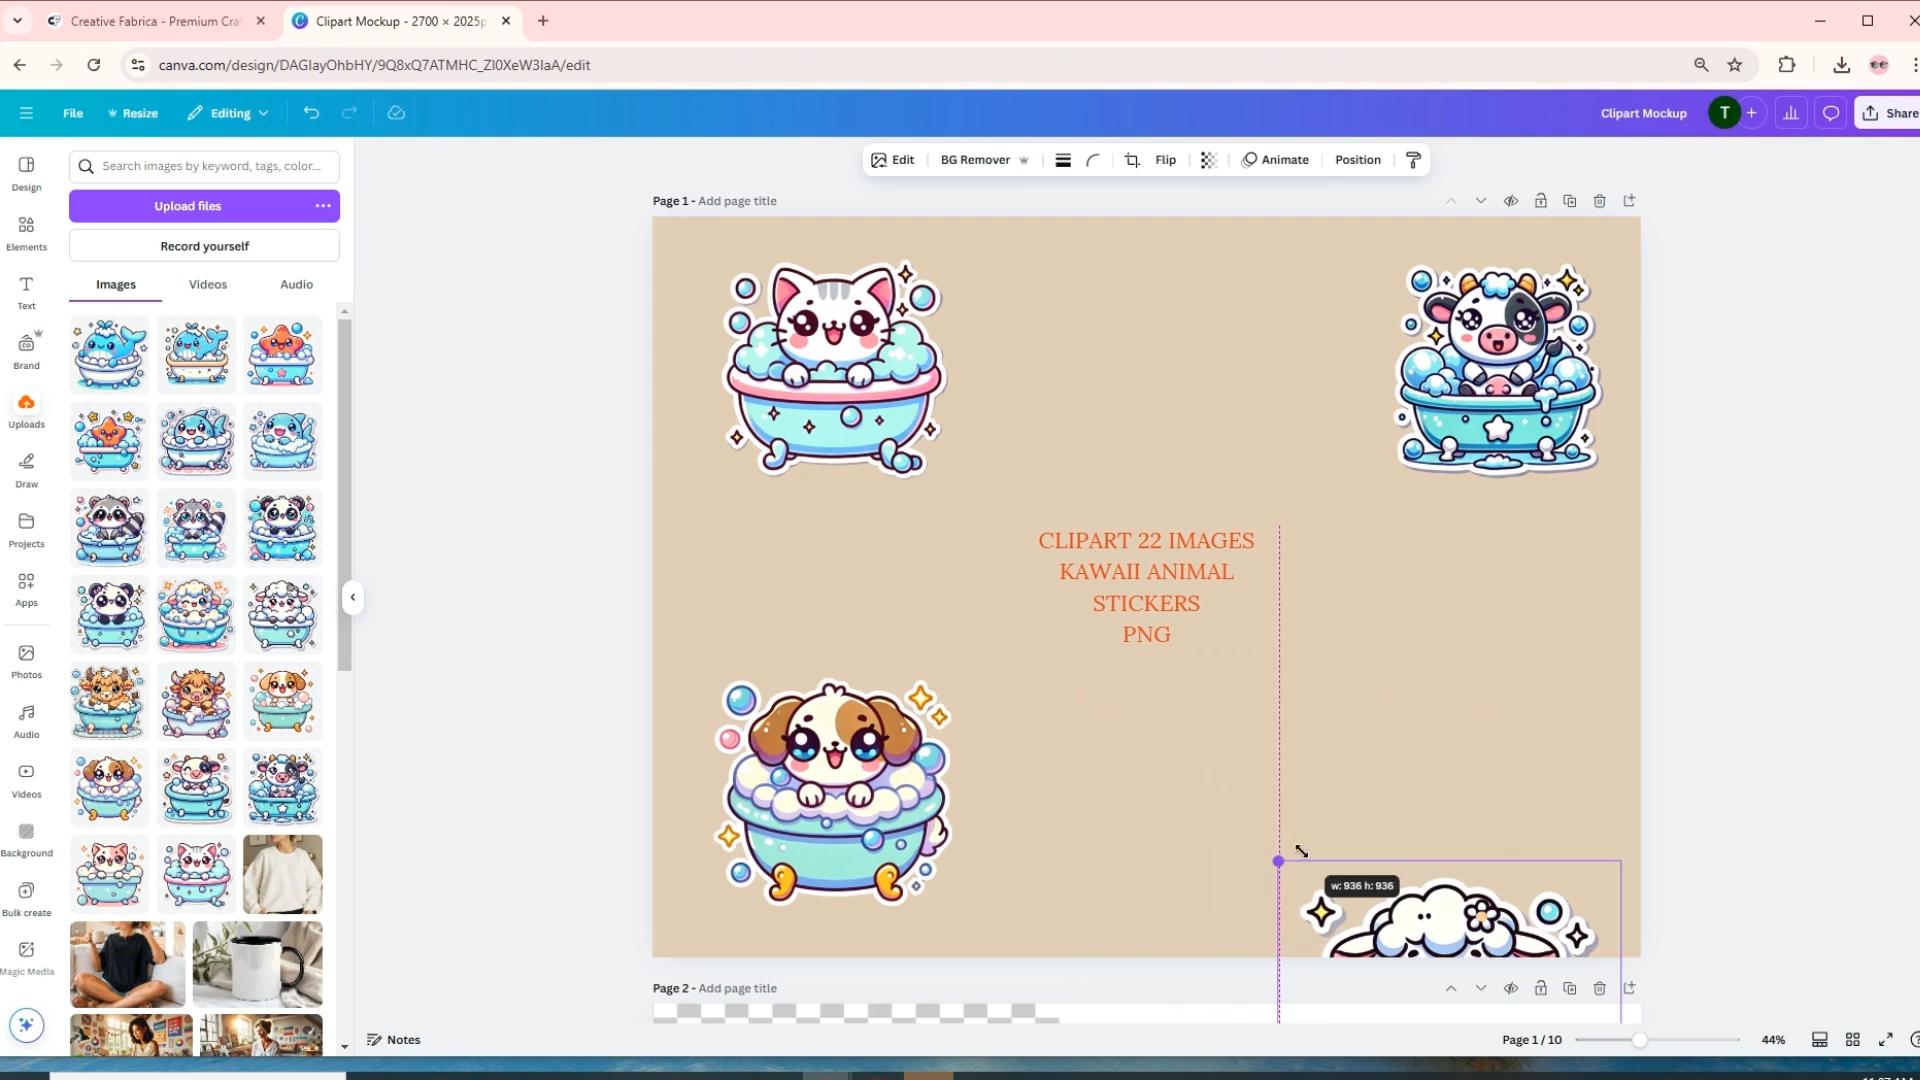 Creative Fabrica - Premium Craf
Clipart Mockup - 2700 × 2025p
canva.com/design/DAGIayOhbHY/9Q8xQ7ATMHC_ZI0XeW3IaA/edit
File
Resize
Editing
Clipart Mockup
T
Share
Design
Elements
Text
Brand
Uploads
Draw
Projects
Apps
Photos
Audio
Videos
Background
Bulk create
Magic Media
Search images by keyword, tags, color...
Upload files
Record yourself
Images
Videos
Audio
Edit
BG Remover
Flip
Animate
Position
Page 1 - Add page title
CLIPART 22 IMAGES
KAWAII ANIMAL
STICKERS
PNG
w: 936 h: 936
Page 2 - Add page title
Notes
Page 1 / 10
44%